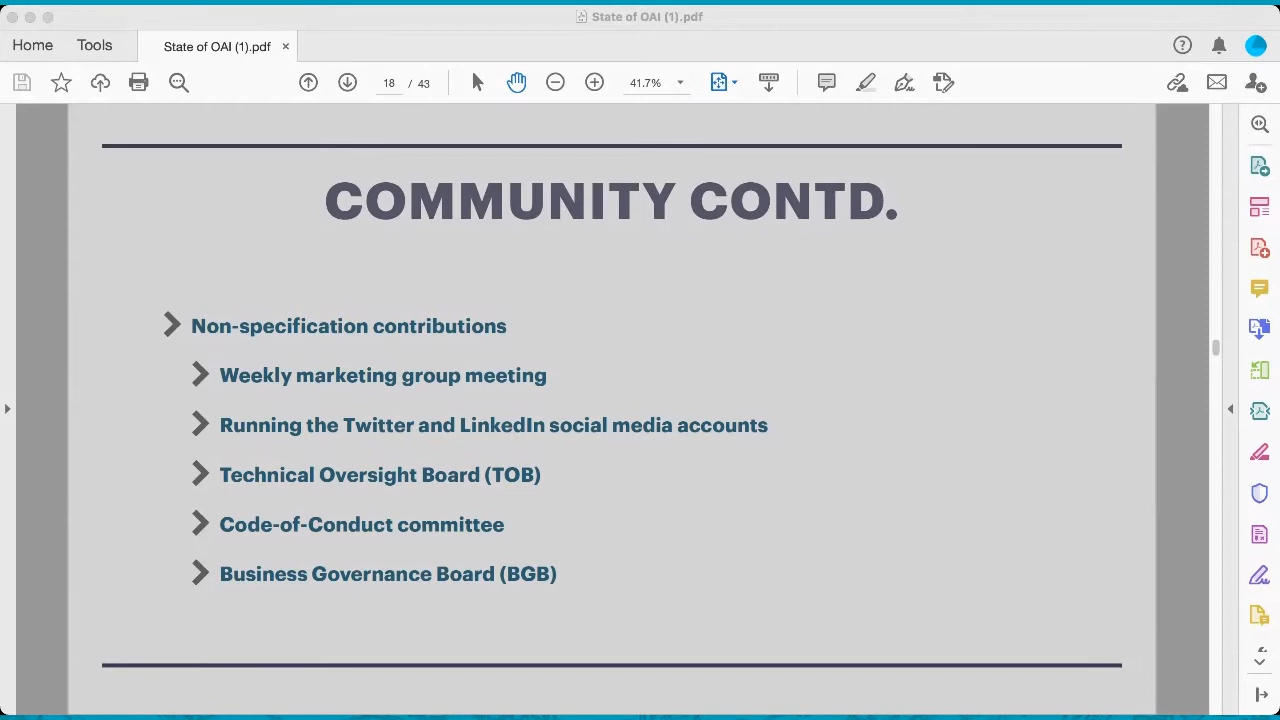 State of OAI (1).pdf
Home Tools State of OAI (1).pdf ×
18 / 43 41.7%
COMMUNITY CONTD.
Non-specification contributions
Weekly marketing group meeting
Running the Twitter and LinkedIn social media accounts
Technical Oversight Board (TOB)
Code-of-Conduct committee
Business Governance Board (BGB)